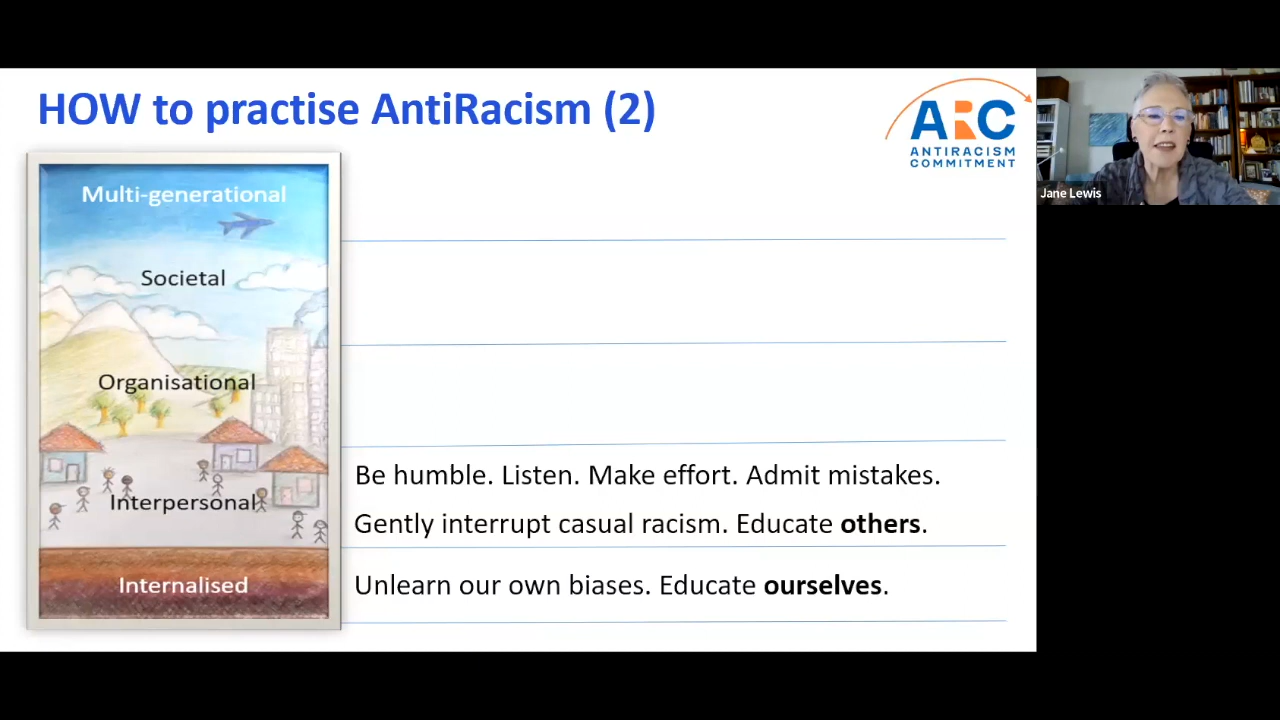 HOW to practise AntiRacism (2)
ARC
ANTIRACISM
COMMITMENT
Jane Lewis
Multi-generational
Societal
Organisational
Interpersonal
Be humble. Listen. Make effort. Admit mistakes.
Gently interrupt casual racism. Educate others.
Internalised
Unlearn our own biases. Educate ourselves.